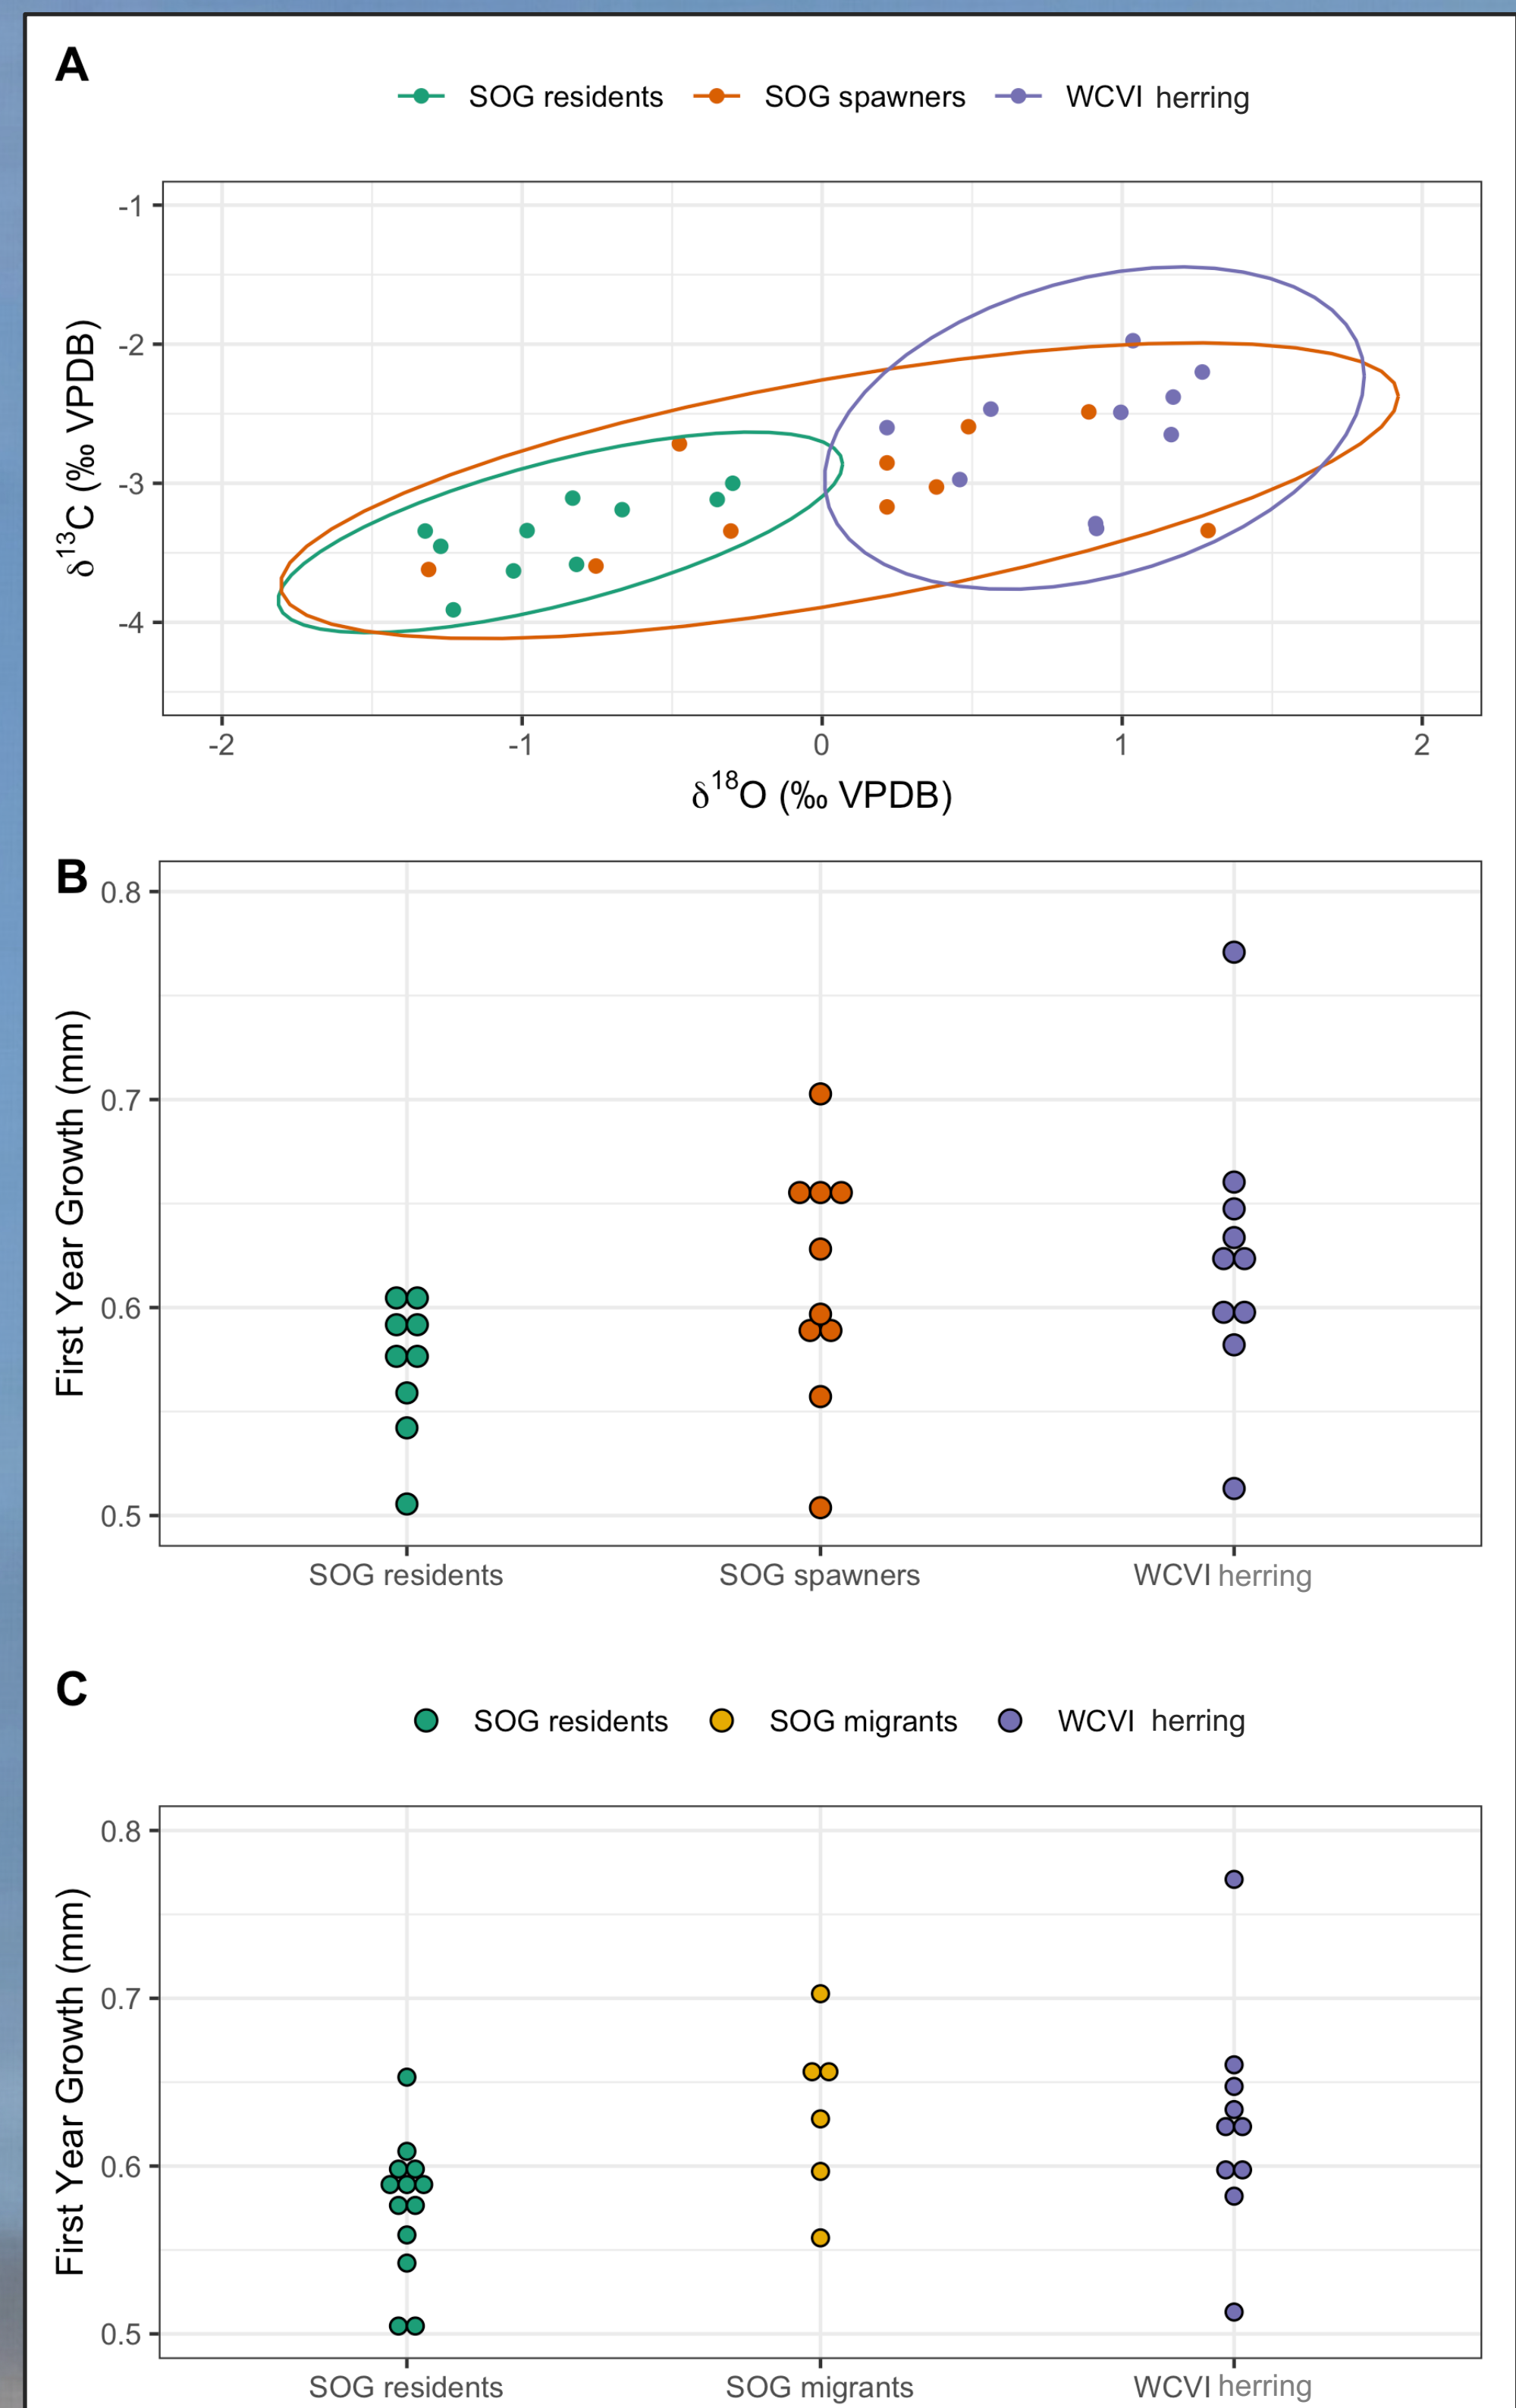 A
SOG residents SOG spawners WCVI herring
-1
-2
-3
-4
δ13C (‰ VPDB)
-2 -1 0 1 2
δ18O (‰ VPDB)
B
0.8
0.7
0.6
0.5
First Year Growth (mm)
SOG residents SOG spawners WCVI herring
C
SOG residents SOG migrants WCVI herring
0.8
0.7
0.6
0.5
First Year Growth (mm)
SOG residents SOG migrants WCVI herring